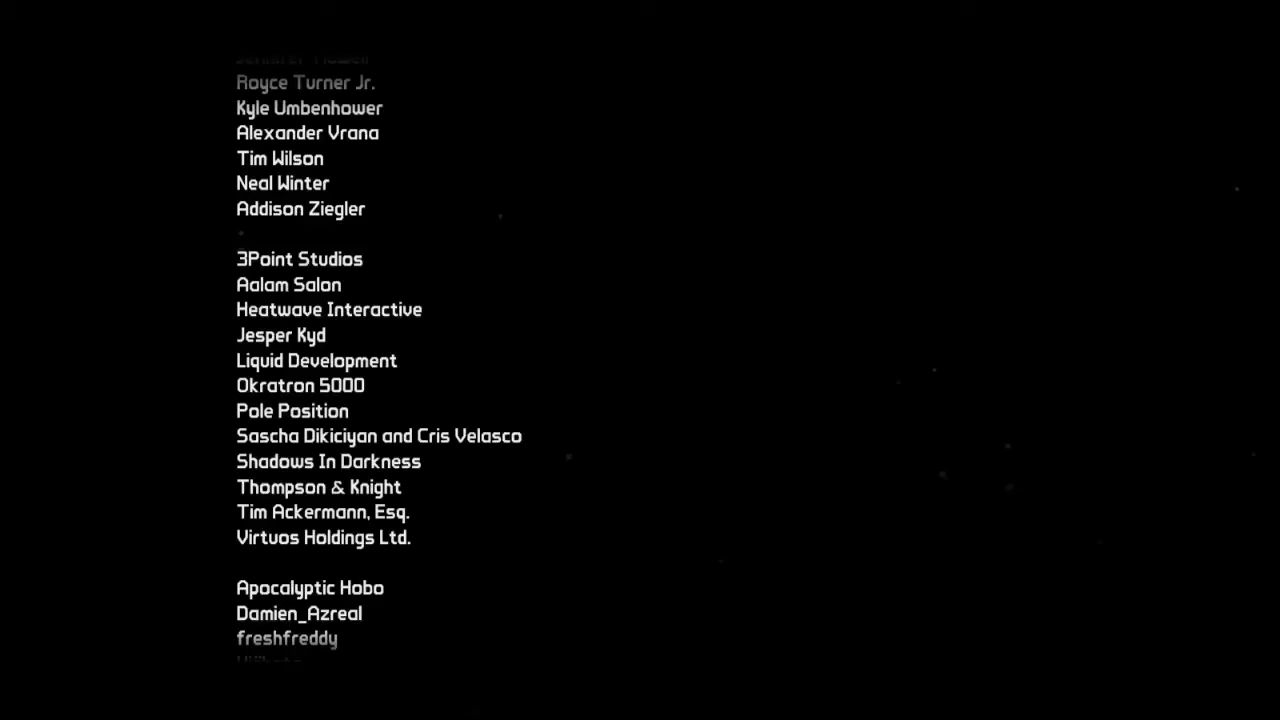 Royce Turner Jr.
Kyle Umbenhower
Alexander Vrana
Tim Wilson
Neal Winter
Addison Ziegler
3Point Studios
Aalam Salon
Heatwave Interactive
Jesper Kyd
Liquid Development
Okratron 5000
Pole Position
Sascha Dikiciyan and Cris Velasco
Shadows In Darkness
Thompson & Knight
Tim Ackermann, Esq.
Virtuos Holdings Ltd.
Apocalyptic Hobo
Damien_Azreal
freshfreddy